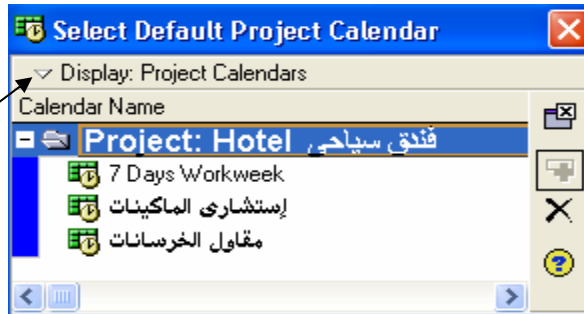 Select Default Project Calendar
Display: Project Calendars
Calendar Name
Project: Hotel فندق سياحى
7 Days Workweek
إستشارى الماكينات
مقاول الخرسانات